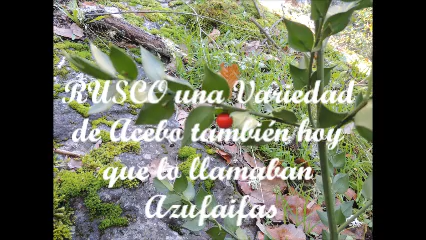 RUSCO una Variedad
de Acebo también hoy
que lo llamaban
Azufaifas